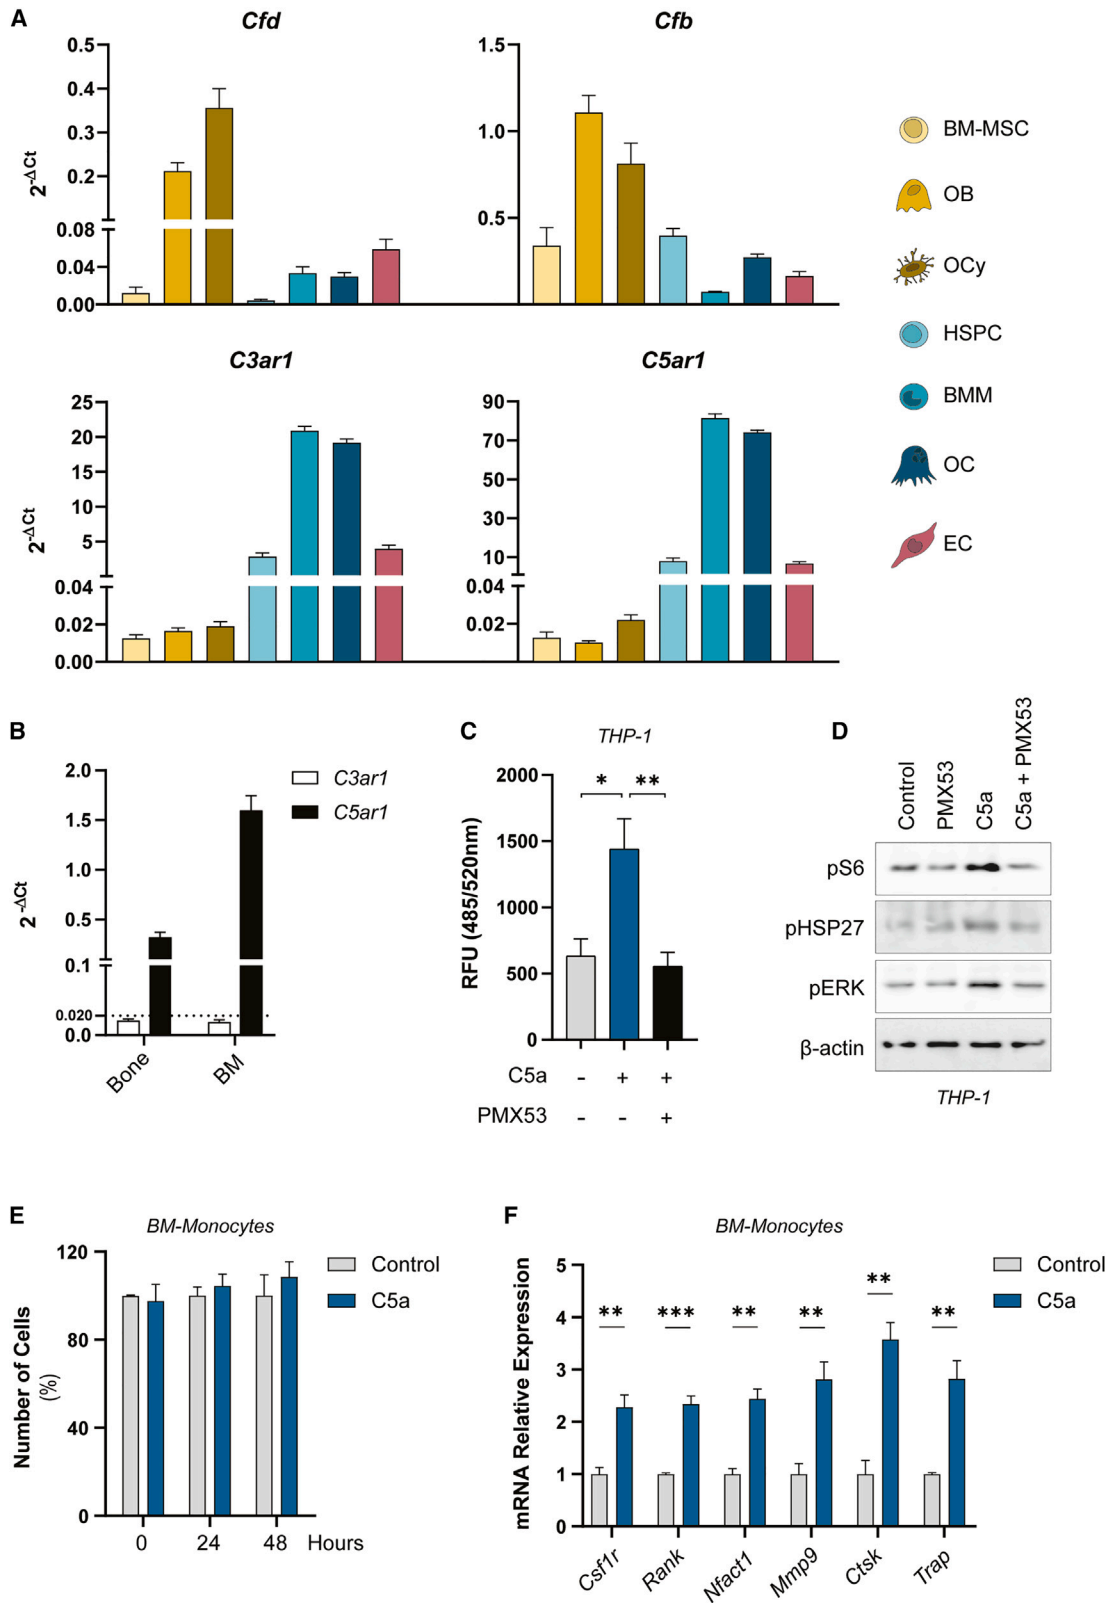 A
Cfd
Cfb
2-ΔCt
0.5
0.4
0.3
0.2
0.08
0.04
0.00
1.5
1.0
0.5
BM-MSC
OB
OCy
HSPC
BMM
OC
EC
C3ar1
C5ar1
2-ΔCt
25
20
15
10
5
0.04
0.02
0.00
90
70
50
30
10
0.04
0.02
B
2-ΔCt
2.0
1.5
1.0
0.5
0.1
0.020
0.0
C3ar1
C5ar1
Bone
BM
C
THP-1
RFU (485/520nm)
2000
1500
1000
500
0
* **
C5a - + +
PMX53 - - +
D
Control
PMX53
C5a
C5a + PMX53
pS6
pHSP27
pERK
β-actin
THP-1
E
BM-Monocytes
Number of Cells
(%)
120
80
40
0
0 24 48 Hours
Control
C5a
F
BM-Monocytes
mRNA Relative Expression
5
4
3
2
1
0
** *** ** ** ** **
Csf1r
Rank
Nfact1
Mmp9
Ctsk
Trap
Control
C5a